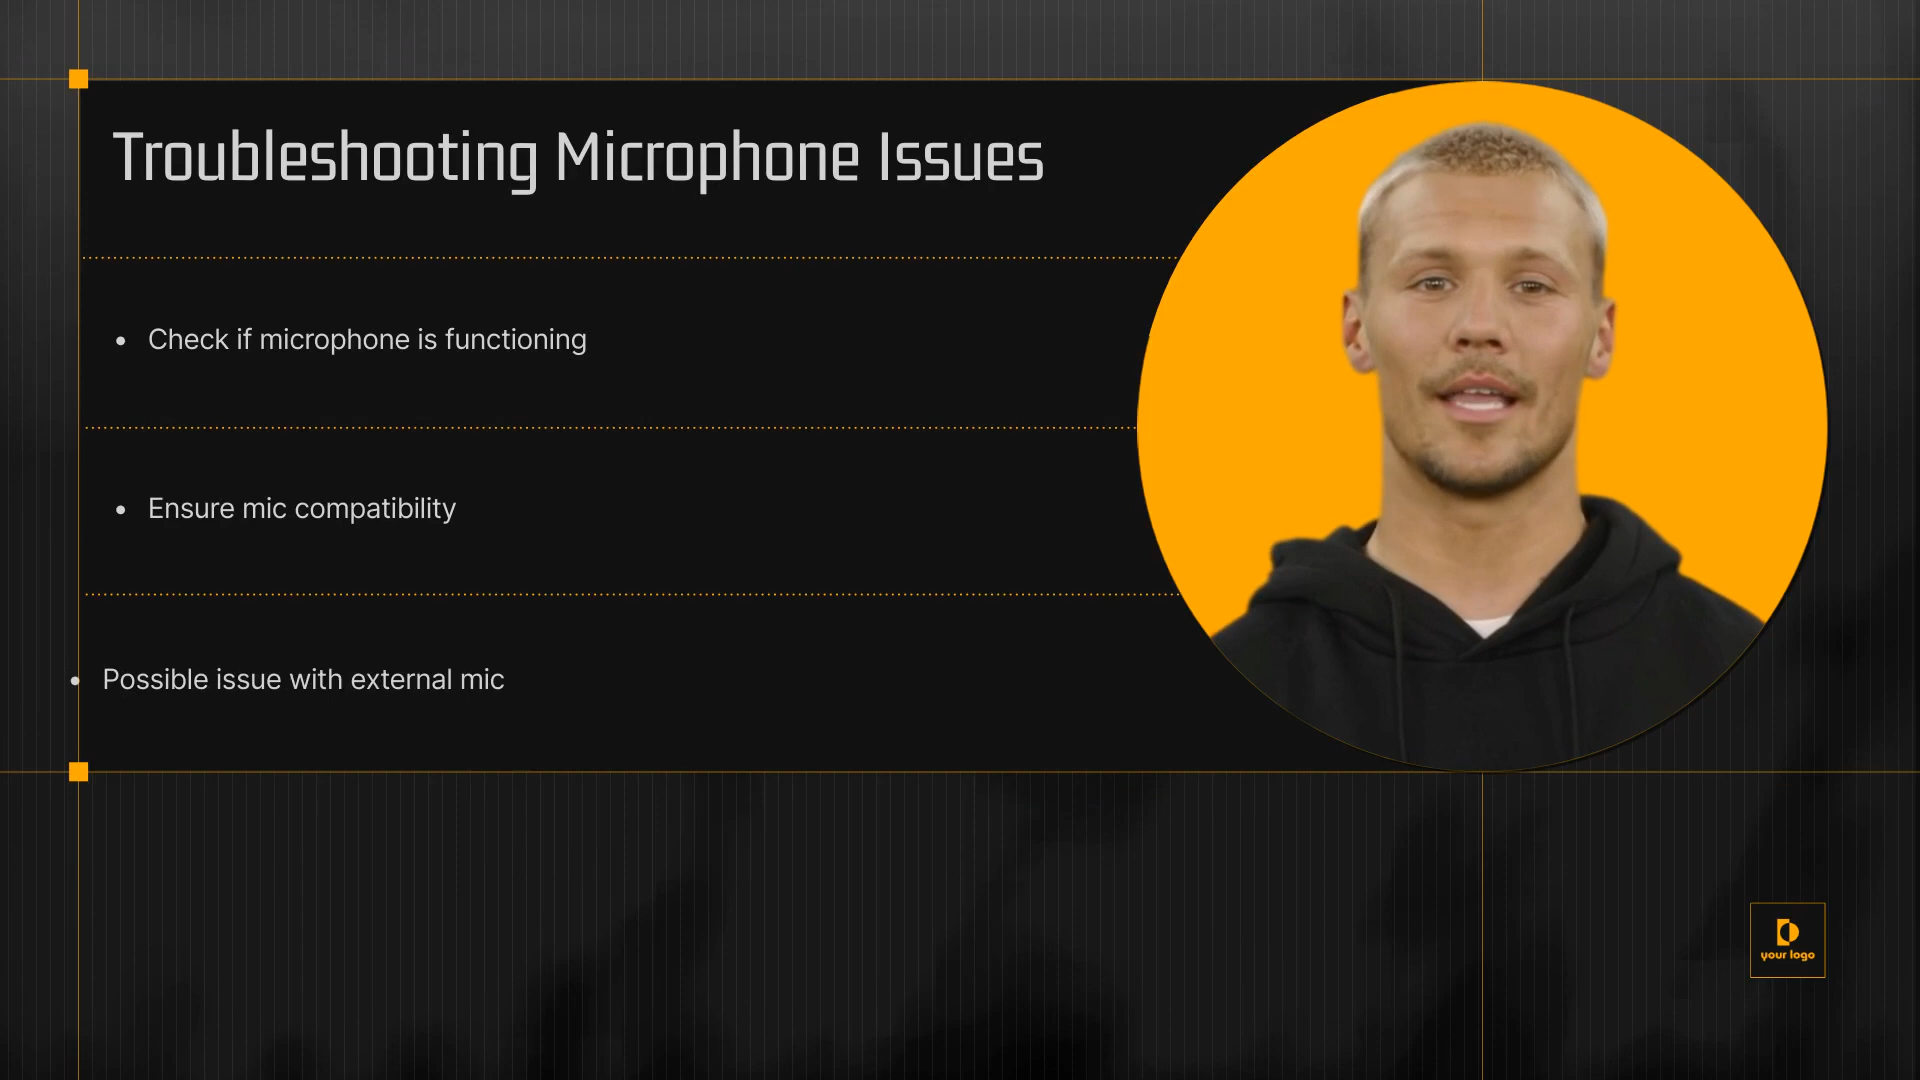 Troubleshooting Microphone Issues
• Check if microphone is functioning
• Ensure mic compatibility
• Possible issue with external mic
your logo